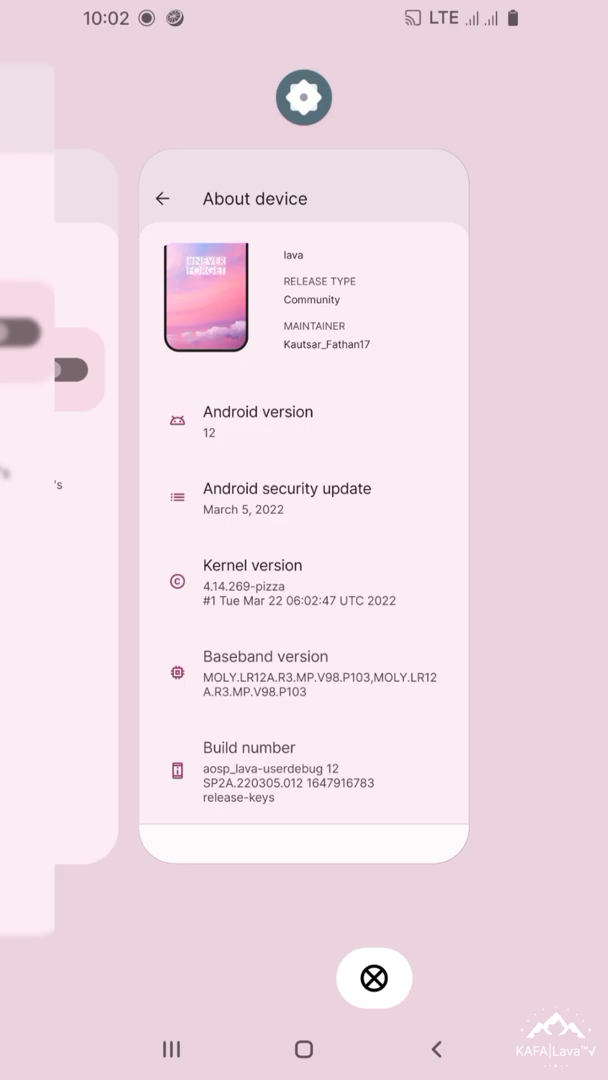 10:02
LTE
About device
#NEVER
FORGET
lava
RELEASE TYPE
Community
MAINTAINER
Kautsar_Fathan17
Android version
12
's
Android security update
March 5, 2022
Kernel version
4.14.269-pizza
#1 Tue Mar 22 06:02:47 UTC 2022
Baseband version
MOLY.LR12A.R3.MP.V98.P103,MOLY.LR12
A.R3.MP.V98.P103
Build number
aosp_lava-userdebug 12
SP2A.220305.012 1647916783
release-keys
KAFA|Lava™√